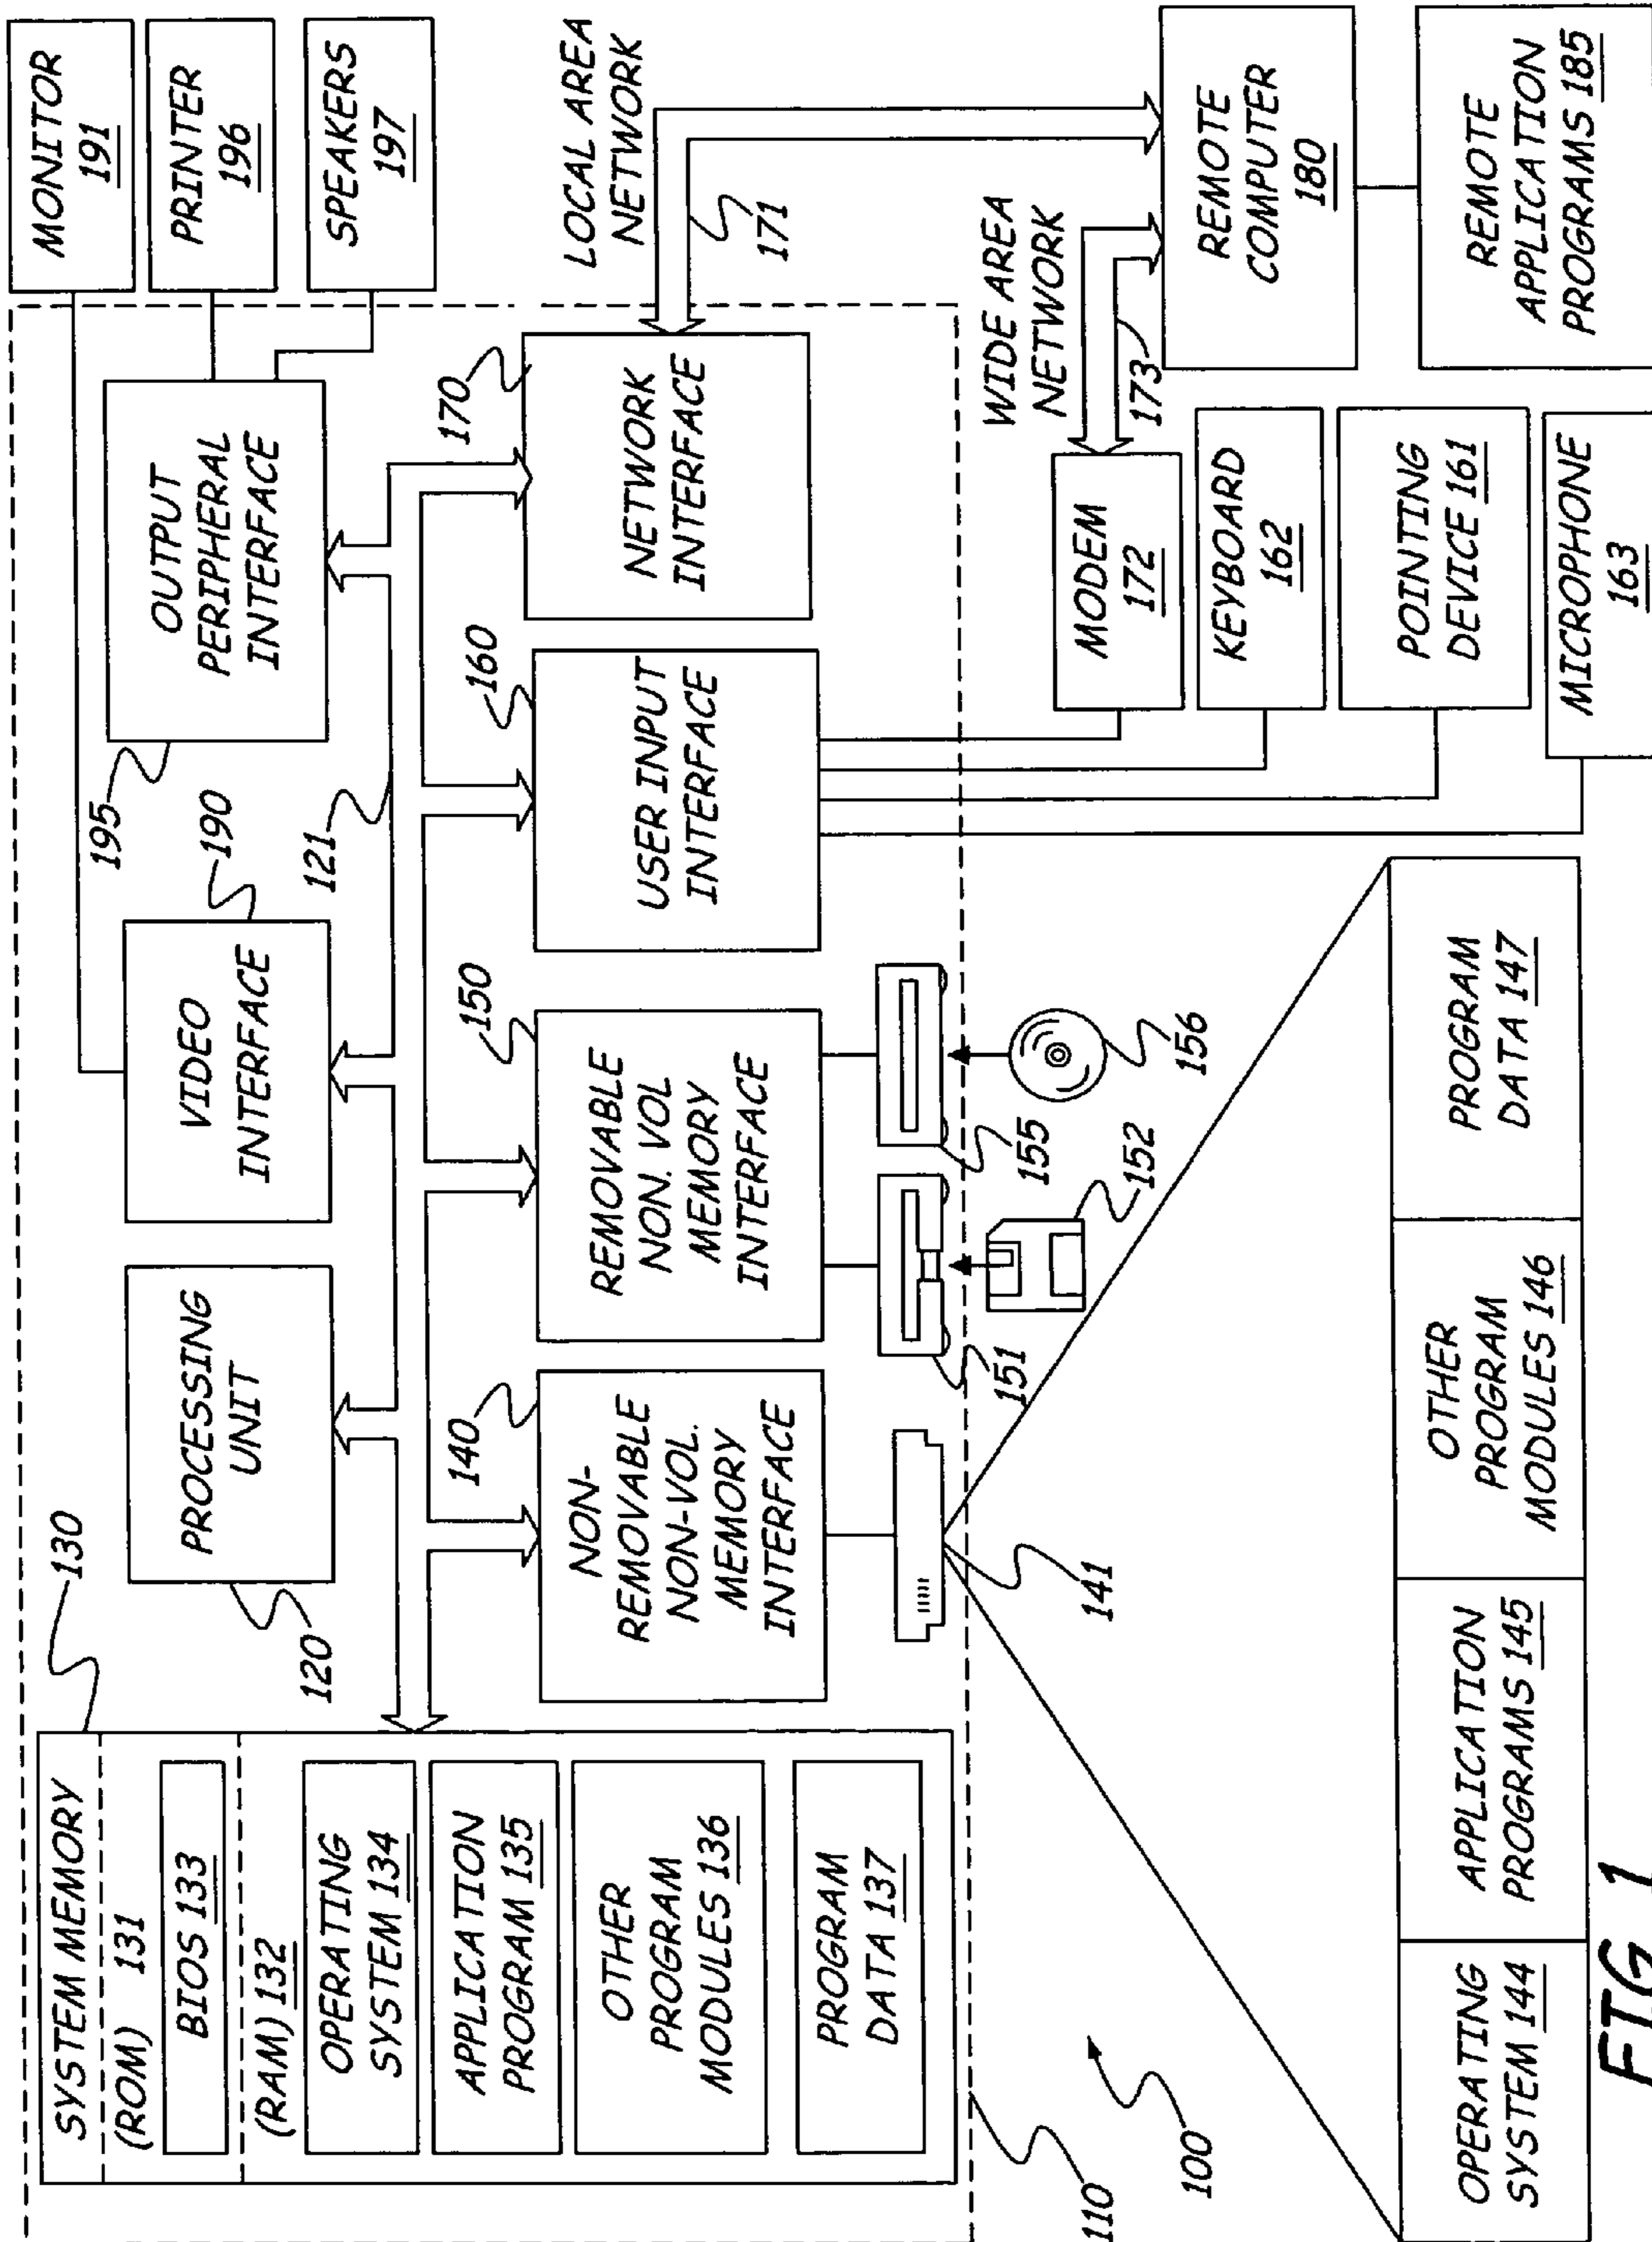 SYSTEM MEMORY
(ROM) 131
BIOS 133
(RAM) 132
OPERATING
SYSTEM 134
APPLICATION
PROGRAM 135
OTHER
PROGRAM
MODULES 136
PROGRAM
DATA 137
130
PROCESSING
UNIT
120
VIDEO
INTERFACE
190
OUTPUT
PERIPHERAL
INTERFACE
195
121
MONITOR
191
PRINTER
196
SPEAKERS
197
NON-
REMOVABLE
NON-VOL.
MEMORY
INTERFACE
140
REMOVABLE
NON. VOL
MEMORY
INTERFACE
150
USER INPUT
INTERFACE
160
NETWORK
INTERFACE
170
LOCAL AREA
NETWORK
171
141
151
152
155
156
WIDE AREA
NETWORK
173
MODEM
172
KEYBOARD
162
POINTING
DEVICE 161
MICROPHONE
163
REMOTE
COMPUTER
180
REMOTE
APPLICATION
PROGRAMS 185
110
100
OPERATING
SYSTEM 144
APPLICATION
PROGRAMS 145
OTHER
PROGRAM
MODULES 146
PROGRAM
DATA 147
FIG. 1